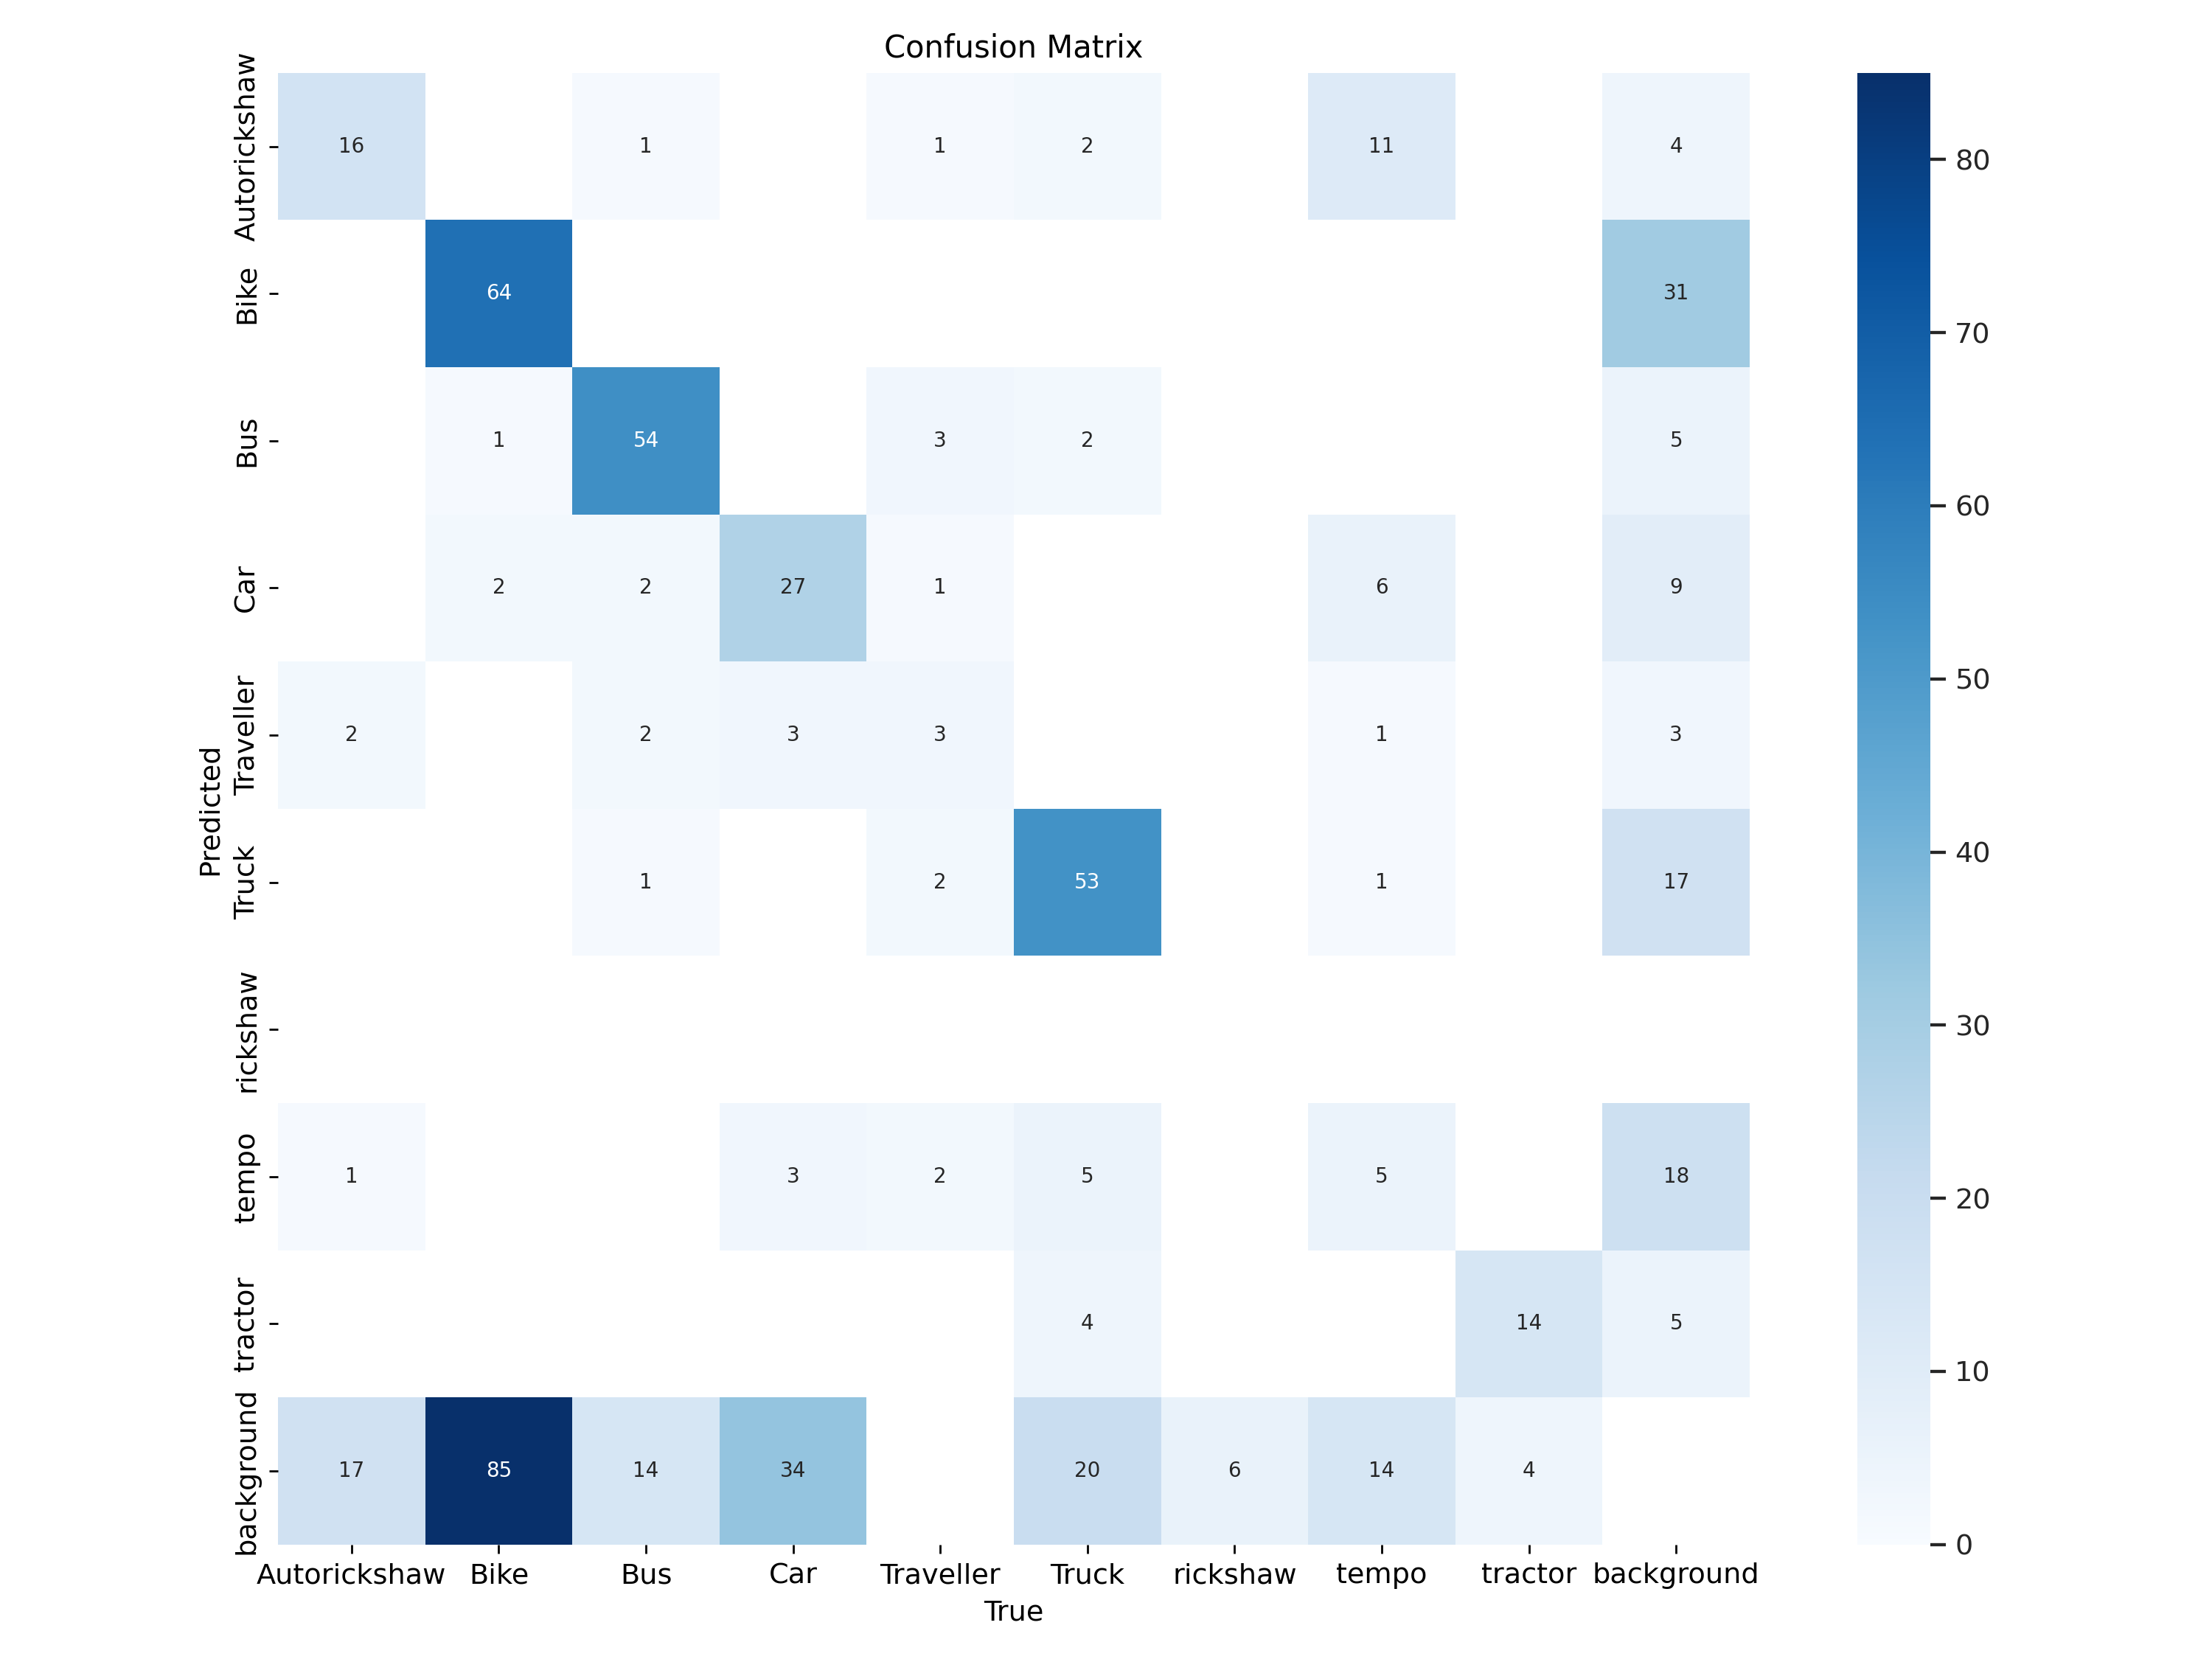 Confusion Matrix
Autorickshaw 16 1 1 2 11 4
Bike 64 31
Bus 1 54 3 2 5
Car 2 2 27 1 6 9
Traveller 2 2 3 3 1 3
Truck 1 2 53 1 17
rickshaw
tempo 1 3 2 5 5 18
tractor 4 14 5
background 17 85 14 34 20 6 14 4
Predicted
Autorickshaw Bike Bus Car Traveller Truck rickshaw tempo tractor background
True
80
70
60
50
40
30
20
10
0